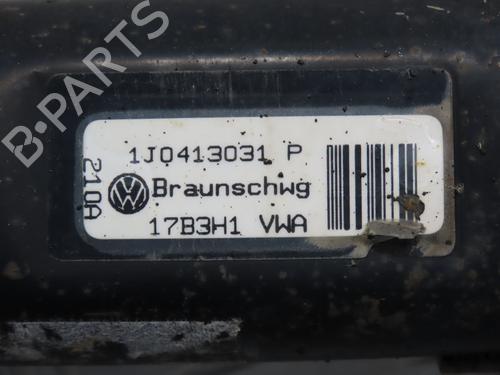 B-PARTS
1J0413031 P
210A
Braunschwg
17B3H1 VWA